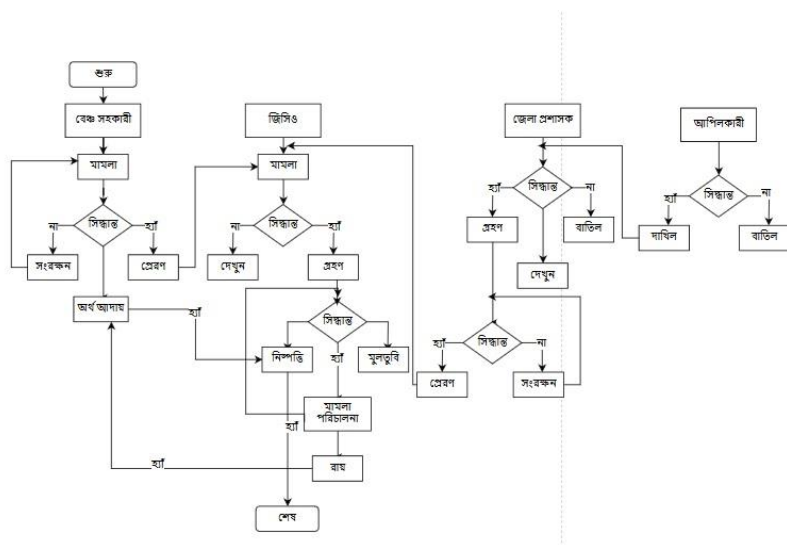 শুরু
বেঞ্চ সহকারী
জিসিও
জেলা প্রশাসক
আপিলকারী
মামলা
মামলা
সিদ্ধান্ত
সিদ্ধান্ত
সিদ্ধান্ত
সিদ্ধান্ত
না
হ্যাঁ
না
হ্যাঁ
হ্যাঁ
না
হ্যাঁ
না
সংরক্ষন
প্রেরণ
দেখুন
গ্রহণ
গ্রহণ
বাতিল
দাখিল
বাতিল
দেখুন
অর্থ আদায়
হ্যাঁ
সিদ্ধান্ত
সিদ্ধান্ত
নিষ্পত্তি
হ্যাঁ
মুলতুবি
হ্যাঁ
না
প্রেরণ
সংরক্ষন
মামলা
পরিচালনা
হ্যাঁ
হ্যাঁ
রায়
শেষ